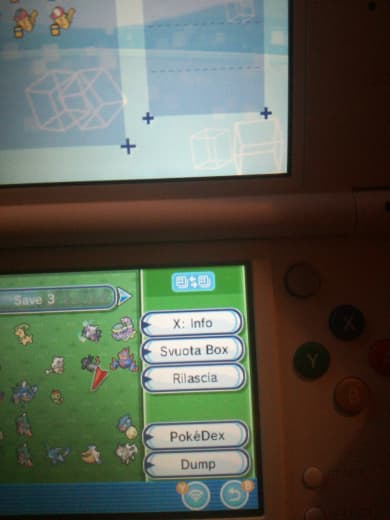 Save 3
X: Info
Svuota Box
Rilascia
PokéDex
Dump
Y
B
X
Y
B